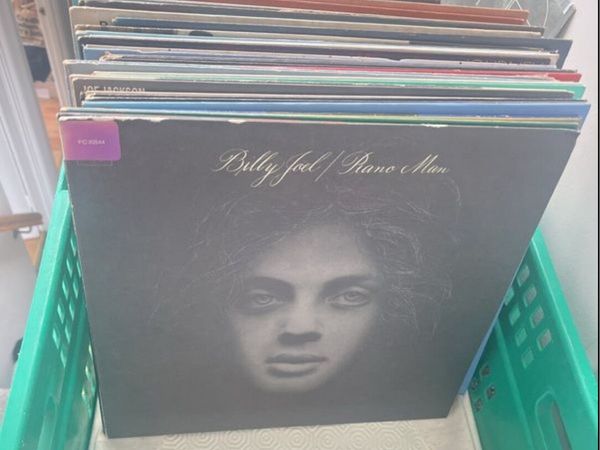 JOE JACKSON
PC 32544
Billy Joel / Piano Man